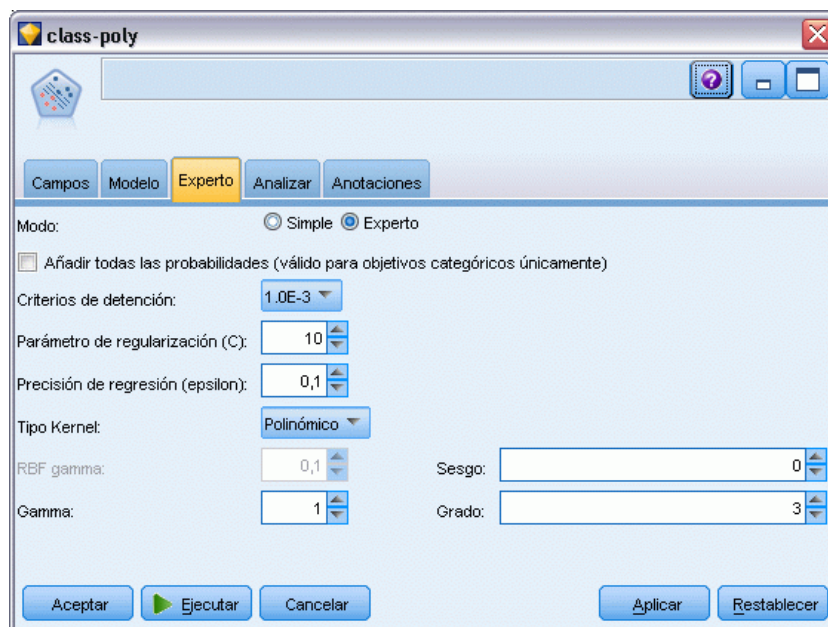 class-poly
Campos Modelo Experto Analizar Anotaciones
Modo: Simple Experto
Añadir todas las probabilidades (válido para objetivos categóricos únicamente)
Criterios de detención: 1.0E-3
Parámetro de regularización (C): 10
Precisión de regresión (epsilon): 0,1
Tipo Kernel: Polinómico
RBF gamma: 0,1 Sesgo: 0
Gamma: 1 Grado: 3
Aceptar Ejecutar Cancelar Aplicar Restablecer